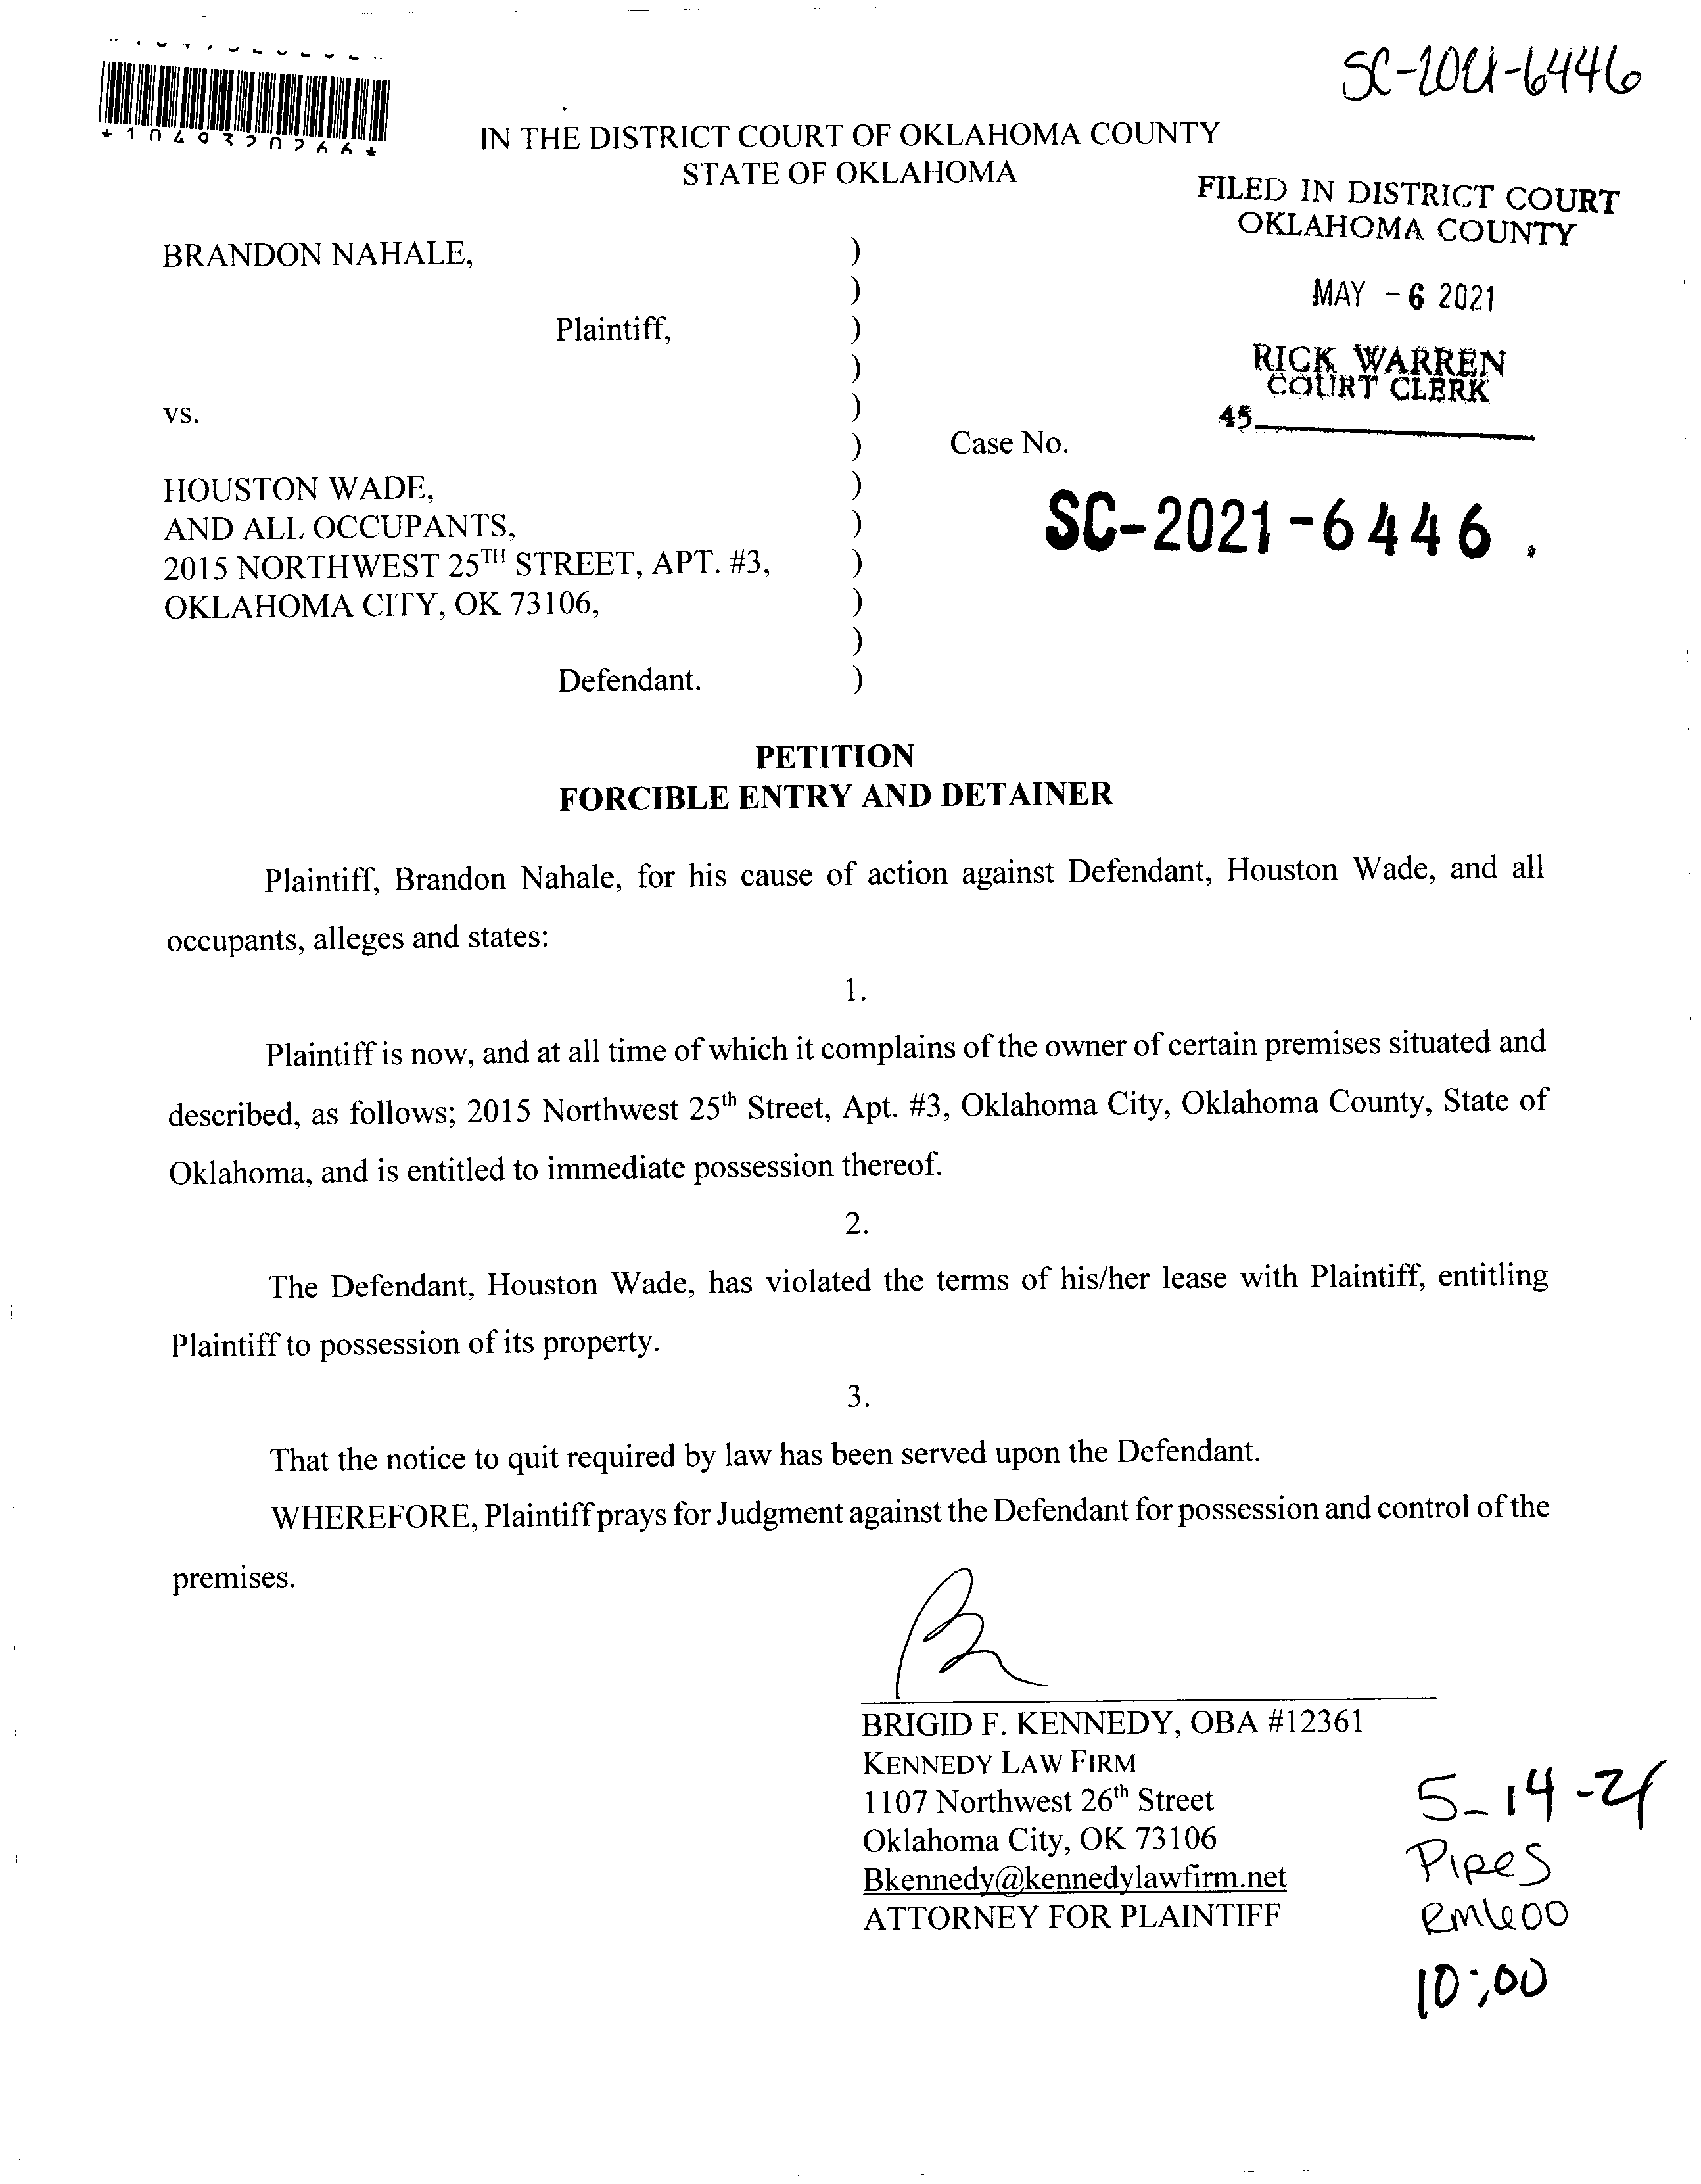 SC-2021-6446
*1049320266*
IN THE DISTRICT COURT OF OKLAHOMA COUNTY
STATE OF OKLAHOMA
FILED IN DISTRICT COURT
OKLAHOMA COUNTY
MAY -6 2021
RICK WARREN
COURT CLERK
45
BRANDON NAHALE, )
)
Plaintiff, )
)
vs. )
) Case No.
HOUSTON WADE, )
AND ALL OCCUPANTS, ) SC-2021-6446.
2015 NORTHWEST 25TH STREET, APT. #3, )
OKLAHOMA CITY, OK 73106, )
)
Defendant. )
PETITION
FORCIBLE ENTRY AND DETAINER
Plaintiff, Brandon Nahale, for his cause of action against Defendant, Houston Wade, and all
occupants, alleges and states:
1.
Plaintiff is now, and at all time of which it complains of the owner of certain premises situated and
described, as follows; 2015 Northwest 25th Street, Apt. #3, Oklahoma City, Oklahoma County, State of
Oklahoma, and is entitled to immediate possession thereof.
2.
The Defendant, Houston Wade, has violated the terms of his/her lease with Plaintiff, entitling
Plaintiff to possession of its property.
3.
That the notice to quit required by law has been served upon the Defendant.
WHEREFORE, Plaintiff prays for Judgment against the Defendant for possession and control of the
premises.
BRIGID F. KENNEDY, OBA #12361
KENNEDY LAW FIRM
1107 Northwest 26th Street
Oklahoma City, OK 73106
Bkennedy@kennedylawfirm.net
ATTORNEY FOR PLAINTIFF
5-14-21
Pipes
Rm600
10:00